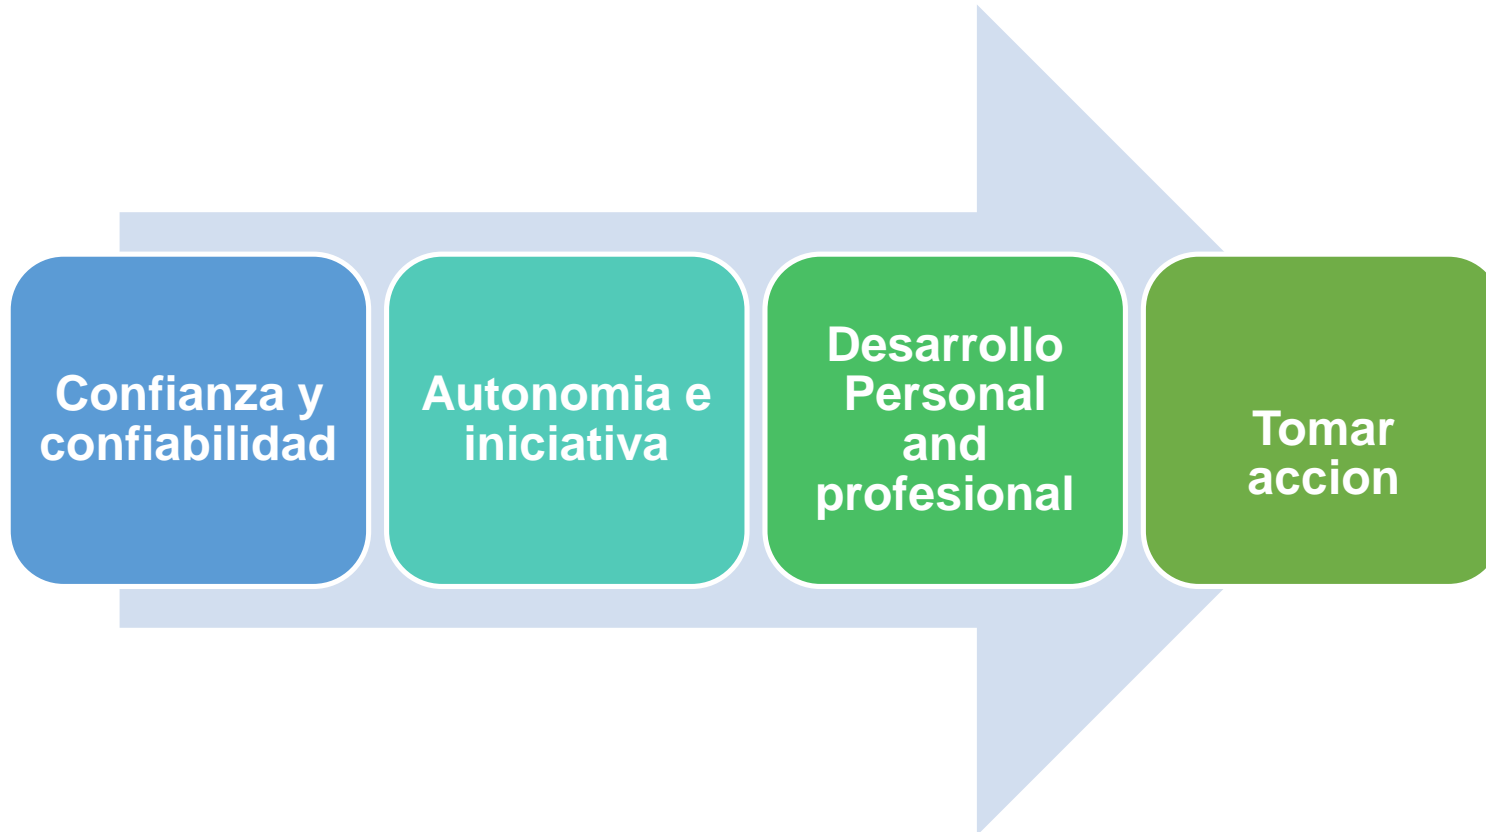 Confianza y
confiabilidad
Autonomia e
iniciativa
Desarrollo
Personal
and
profesional
Tomar
accion